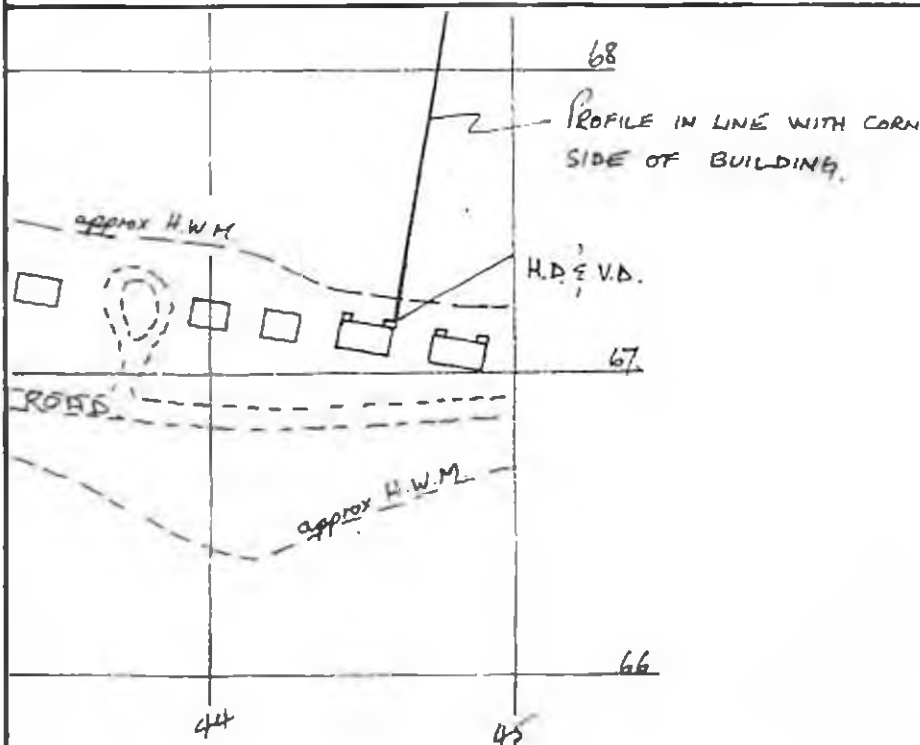 68
PROFILE IN LINE WITH CORN
SIDE OF BUILDING.
approx H.W.M
H.D. & V.D.
67.
ROAD
approx H.W.M.
66
44
45